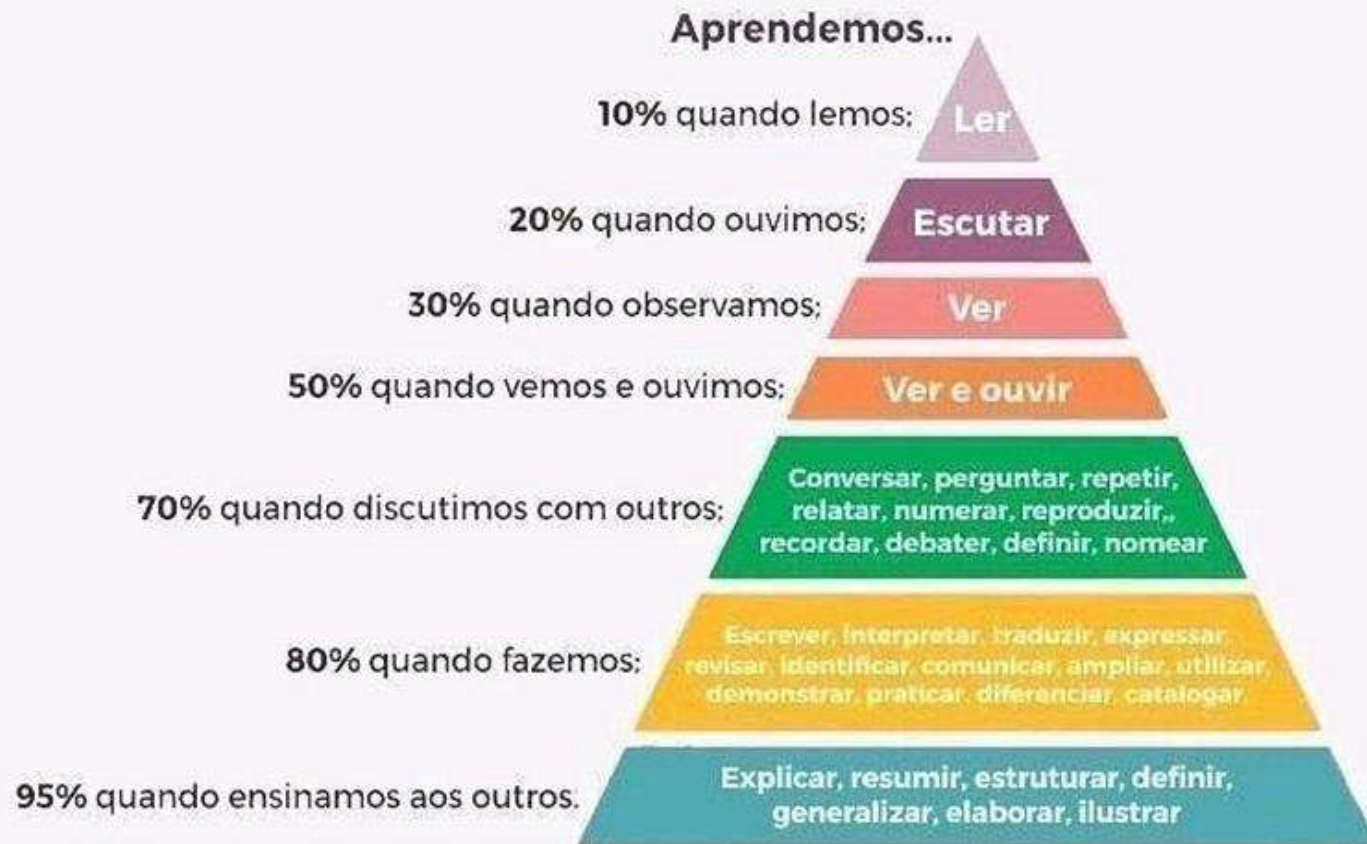 Aprendemos...
10% quando lemos;
Ler
20% quando ouvimos;
Escutar
30% quando observamos;
Ver
50% quando vemos e ouvimos;
Ver e ouvir
70% quando discutimos com outros;
Conversar, perguntar, repetir,
relatar, numerar, reproduzir,,
recordar, debater, definir, nomear
80% quando fazemos;
Escrever, interpretar, traduzir, expressar,
revisar, identificar, comunicar, ampliar, utilizar,
demonstrar, praticar, diferenciar, catalogar.
95% quando ensinamos aos outros.
Explicar, resumir, estruturar, definir,
generalizar, elaborar, ilustrar